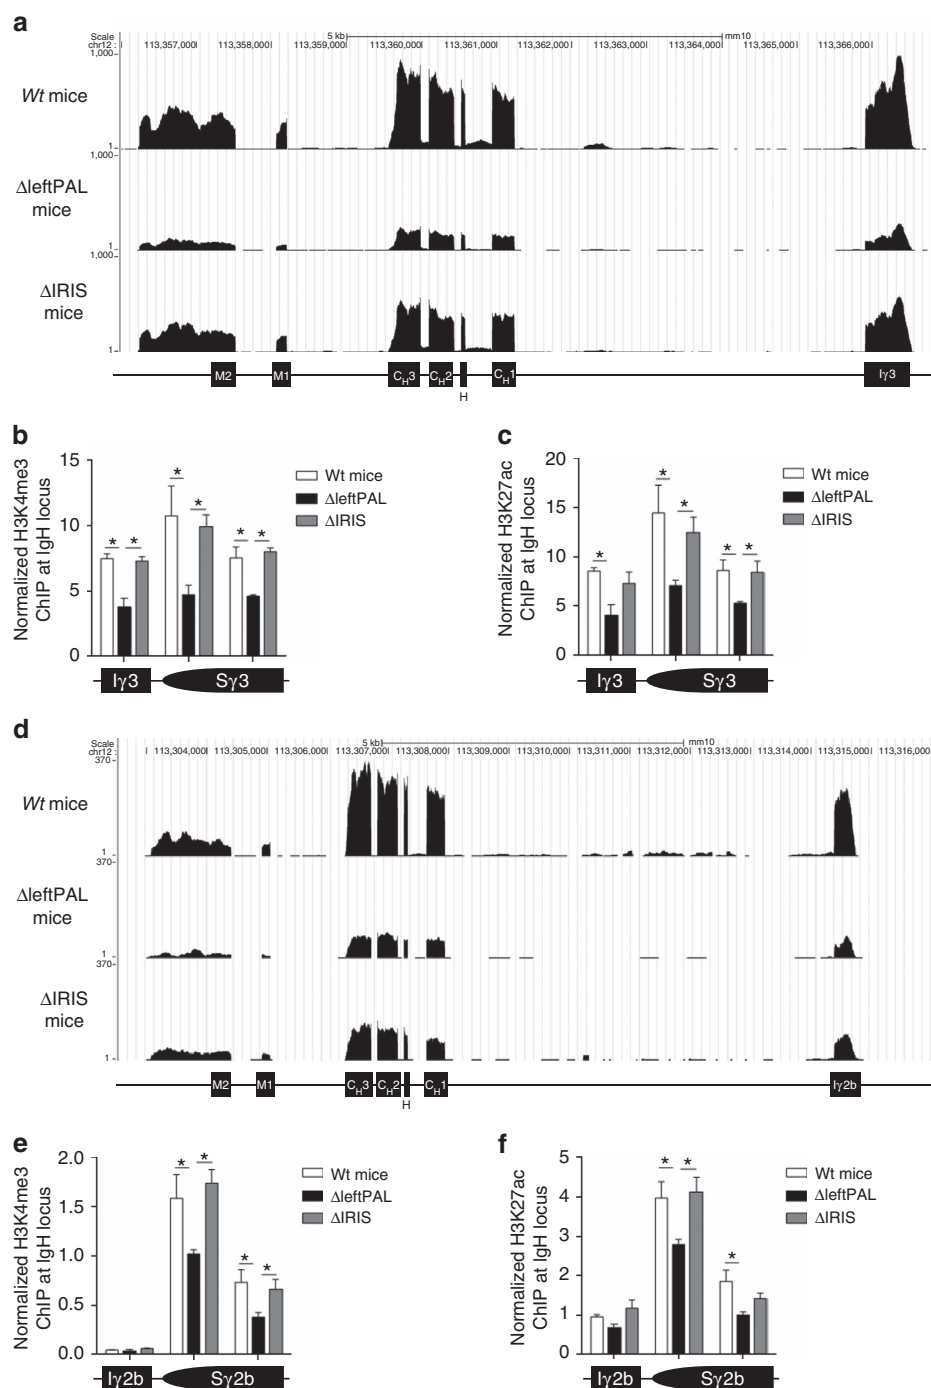 a
Scale 5 kb mm10
chr12: 113,357,000 113,358,000 113,359,000 113,360,000 113,361,000 113,362,000 113,363,000 113,364,000 113,365,000 113,366,000
1,000
Wt mice
1
1,000
ΔleftPAL
mice
1
1,000
ΔIRIS
mice
1
M2 M1 CH3 CH2 CH1 Iγ3
H
b
Normalized H3K4me3
ChIP at IgH locus
15
10
5
0
* * * * * *
Wt mice
ΔleftPAL
ΔIRIS
Iγ3 Sγ3
c
Normalized H3K27ac
ChIP at IgH locus
20
15
10
5
0
* * * * *
Wt mice
ΔleftPAL
ΔIRIS
Iγ3 Sγ3
d
Scale 5 kb mm10
chr12: 113,304,000 113,305,000 113,306,000 113,307,000 113,308,000 113,309,000 113,310,000 113,311,000 113,312,000 113,313,000 113,314,000 113,315,000 113,316,000
370
Wt mice
1
370
ΔleftPAL
mice
1
370
ΔIRIS
mice
1
M2 M1 CH3 CH2 CH1 Iγ2b
H
e
Normalized H3K4me3
ChIP at IgH locus
2.0
1.5
1.0
0.5
0.0
* * * *
Wt mice
ΔleftPAL
ΔIRIS
Iγ2b Sγ2b
f
Normalized H3K27ac
ChIP at IgH locus
5
4
3
2
1
0
* * *
Wt mice
ΔleftPAL
ΔIRIS
Iγ2b Sγ2b